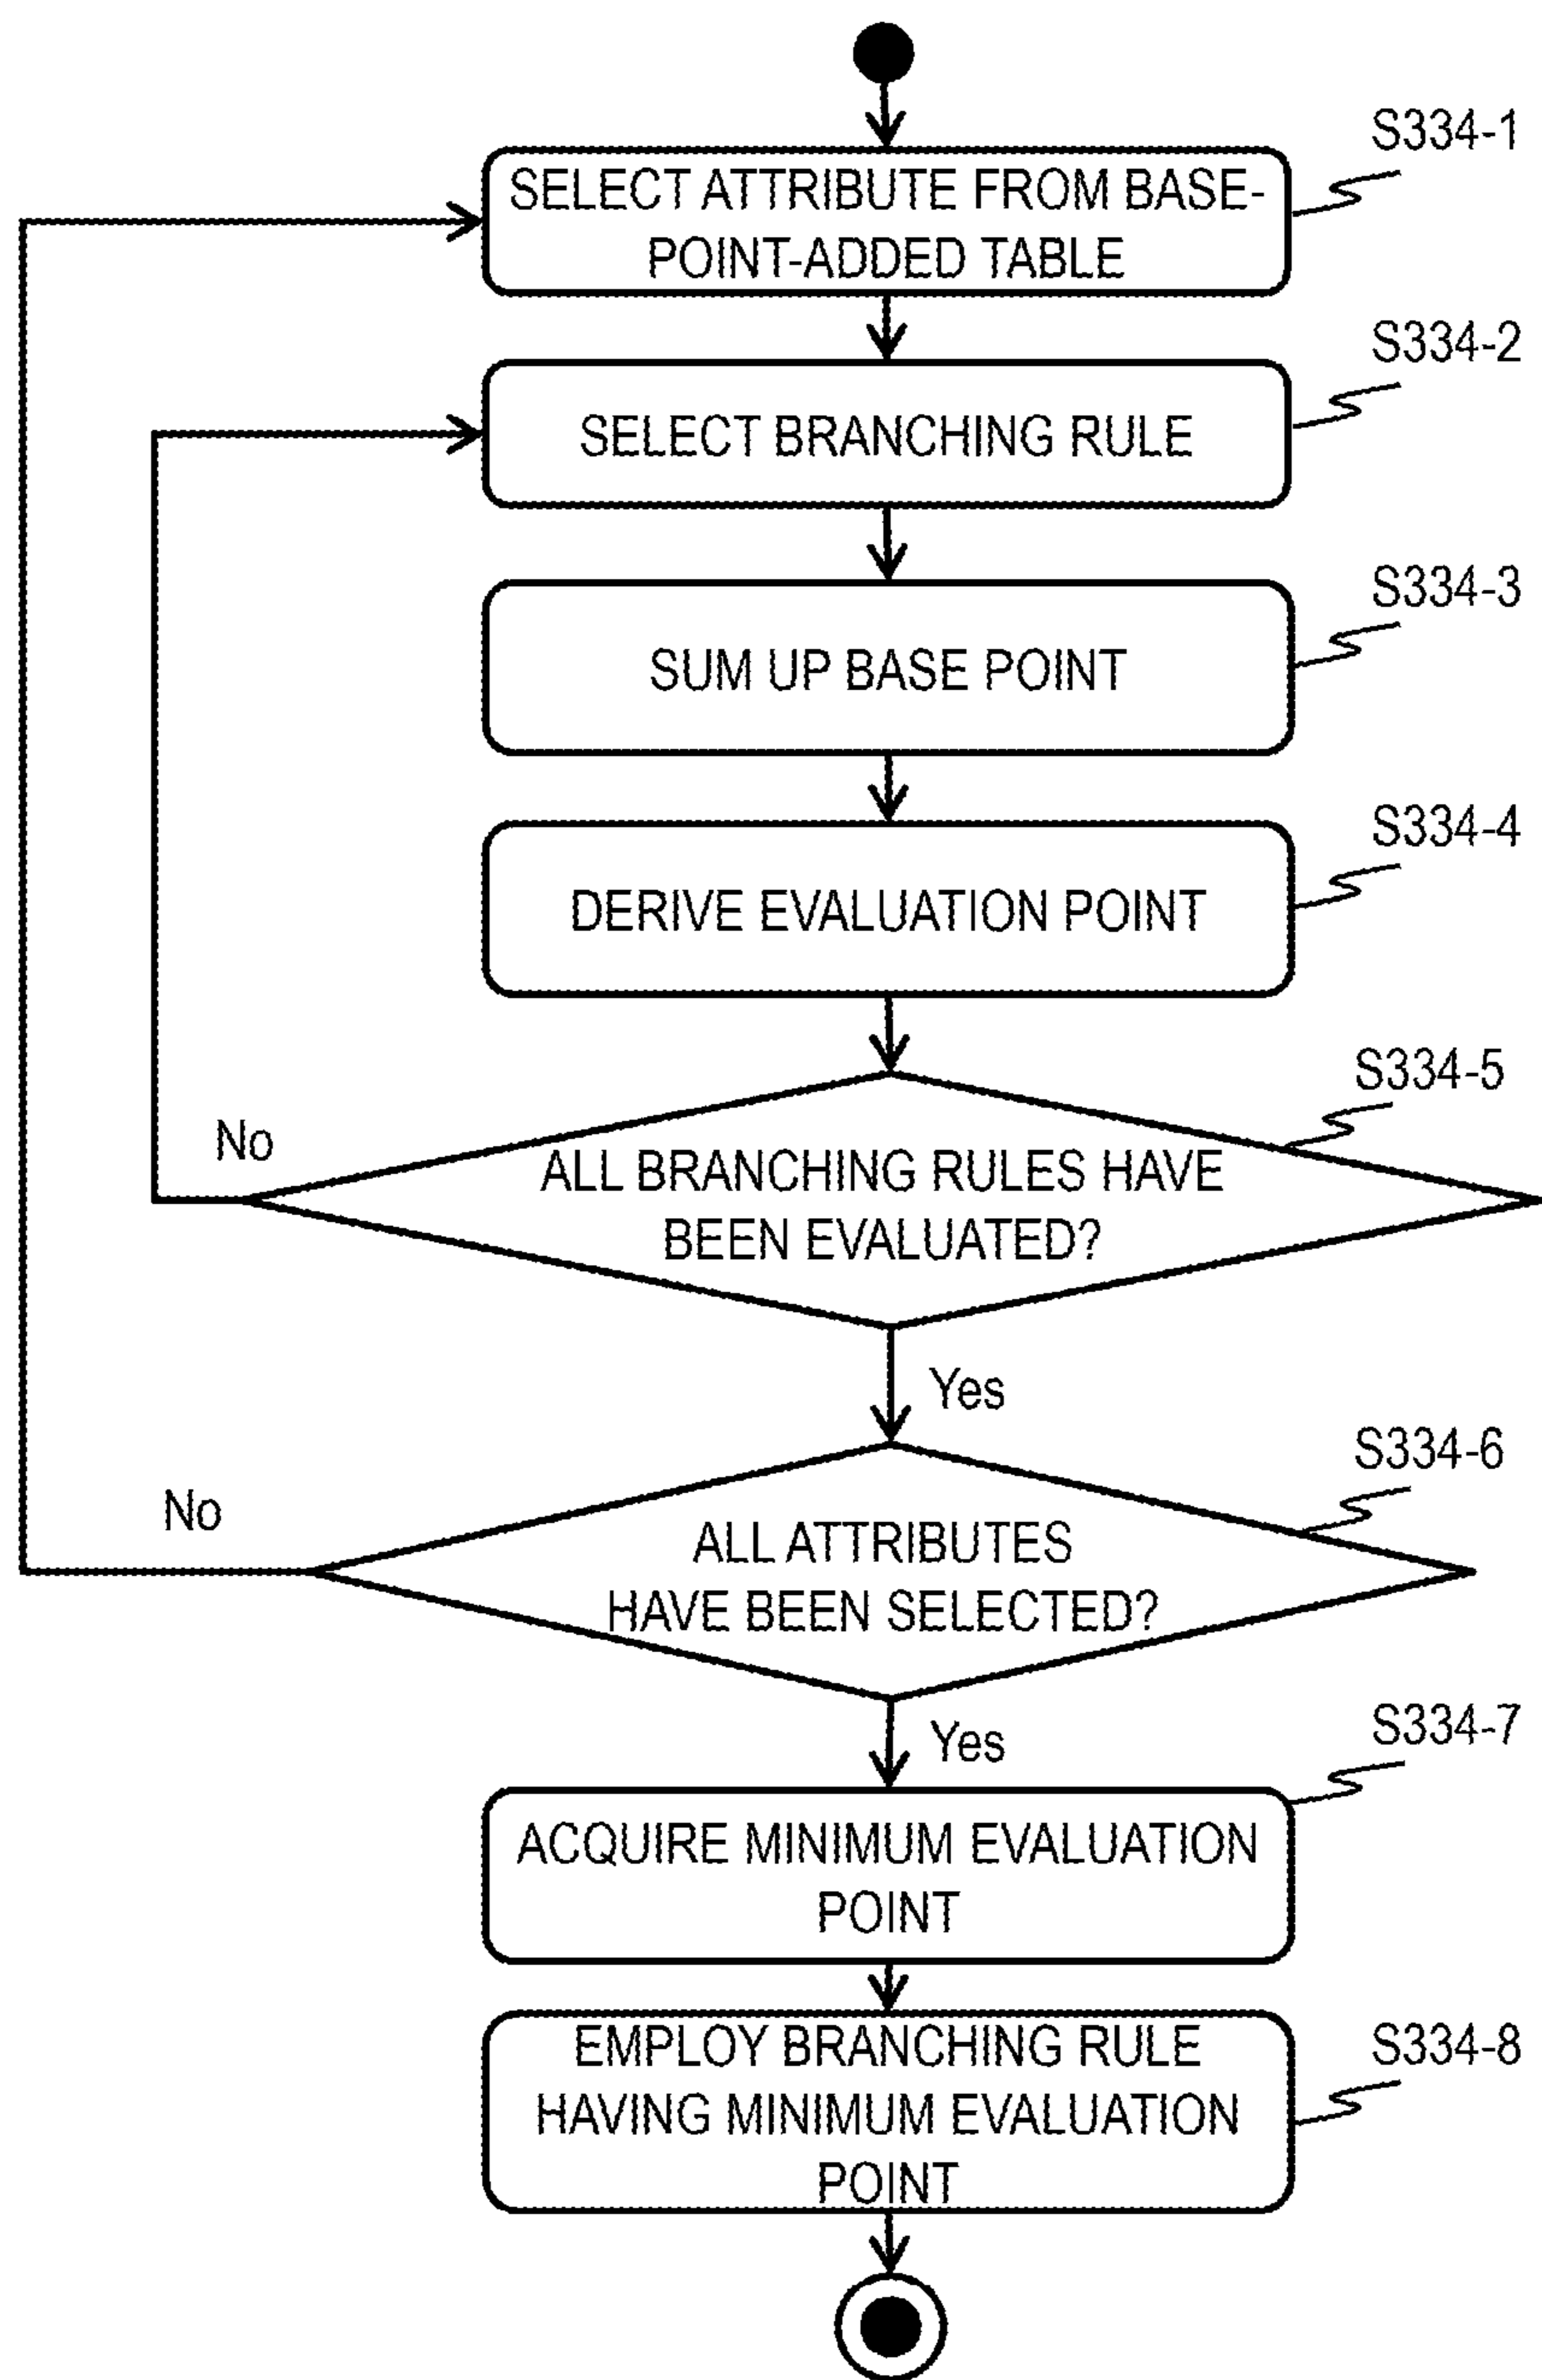 S334-1
SELECT ATTRIBUTE FROM BASE-
POINT-ADDED TABLE
S334-2
SELECT BRANCHING RULE
S334-3
SUM UP BASE POINT
S334-4
DERIVE EVALUATION POINT
S334-5
No
ALL BRANCHING RULES HAVE
BEEN EVALUATED?
Yes
S334-6
No
ALL ATTRIBUTES
HAVE BEEN SELECTED?
Yes
S334-7
ACQUIRE MINIMUM EVALUATION
POINT
S334-8
EMPLOY BRANCHING RULE
HAVING MINIMUM EVALUATION
POINT